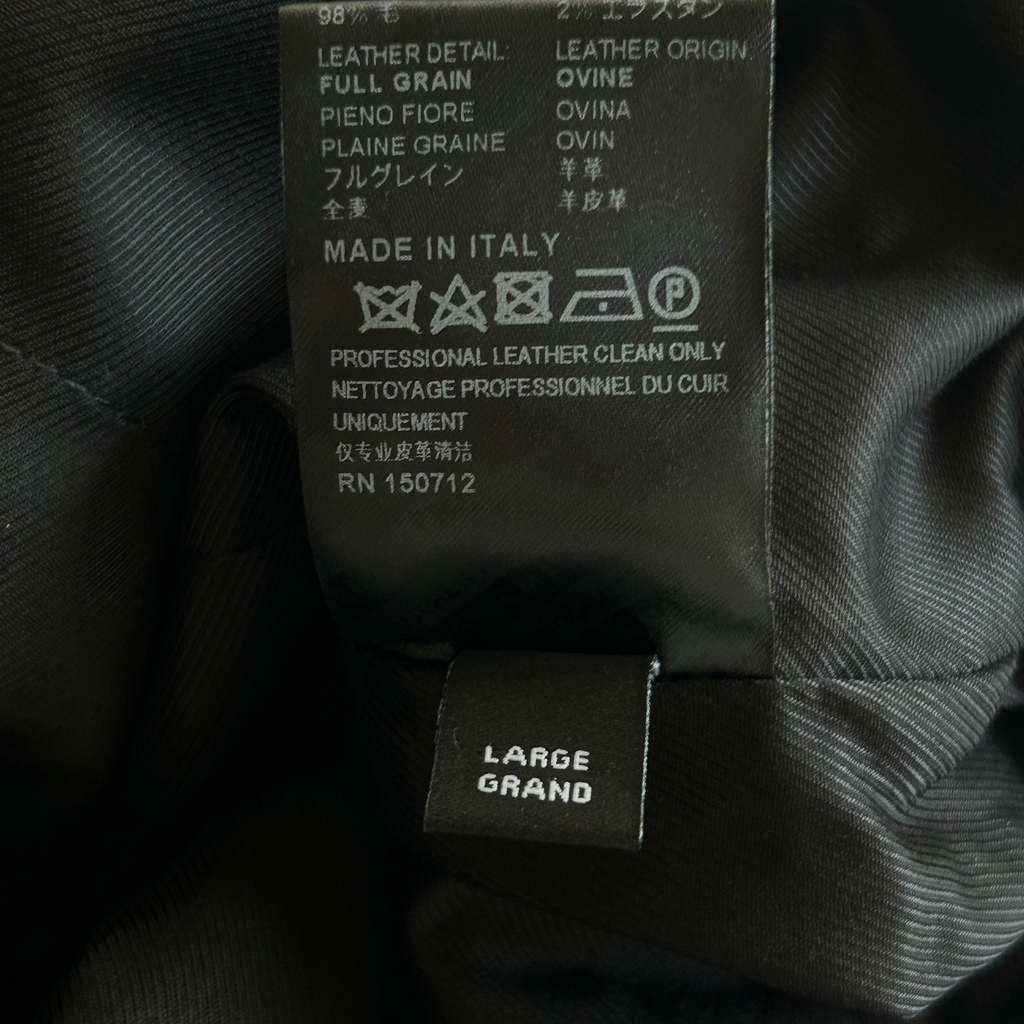 98% 毛 2% エラスタン
LEATHER DETAIL: LEATHER ORIGIN:
FULL GRAIN OVINE
PIENO FIORE OVINA
PLAINE GRAINE OVIN
フルグレイン 羊革
全麦 羊皮革
MADE IN ITALY
P
PROFESSIONAL LEATHER CLEAN ONLY
NETTOYAGE PROFESSIONNEL DU CUIR
UNIQUEMENT
仅专业皮革清洁
RN 150712
LARGE
GRAND